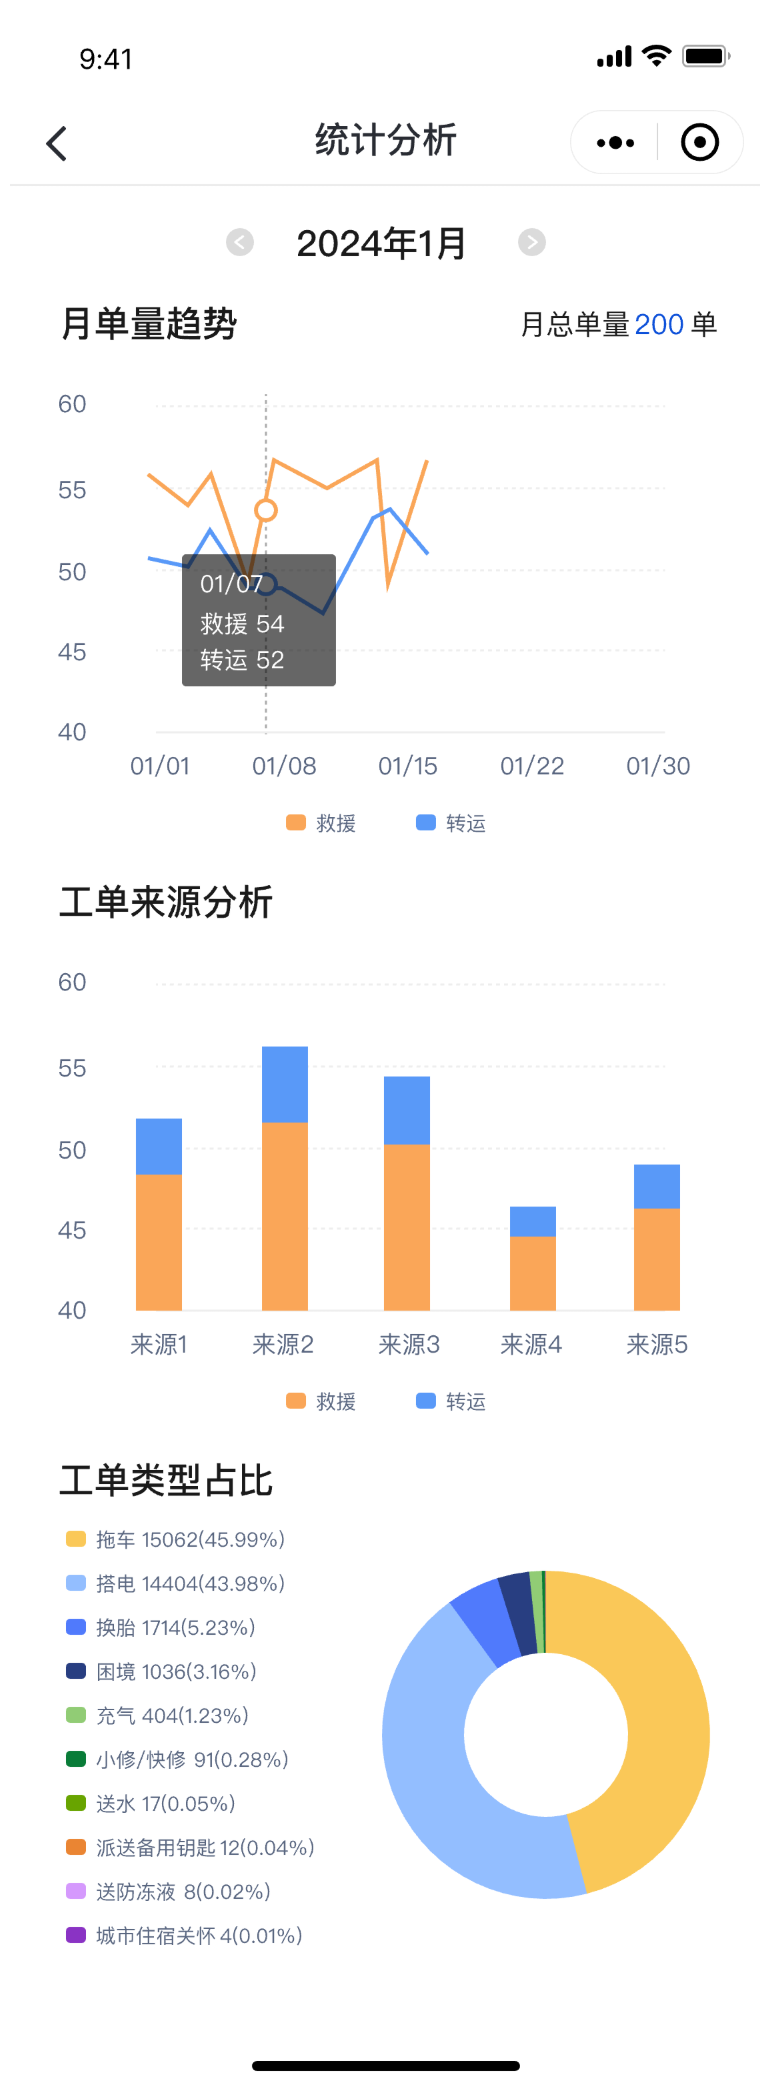 9:41
统计分析
2024年1月
月单量趋势
月总单量 200 单
60
55
50
45
40
01/07
救援 54
转运 52
01/01 01/08 01/15 01/22 01/30
救援 转运
工单来源分析
60
55
50
45
40
来源1 来源2 来源3 来源4 来源5
救援 转运
工单类型占比
拖车 15062(45.99%)
搭电 14404(43.98%)
换胎 1714(5.23%)
困境 1036(3.16%)
充气 404(1.23%)
小修/快修 91(0.28%)
送水 17(0.05%)
派送备用钥匙 12(0.04%)
送防冻液 8(0.02%)
城市住宿关怀 4(0.01%)